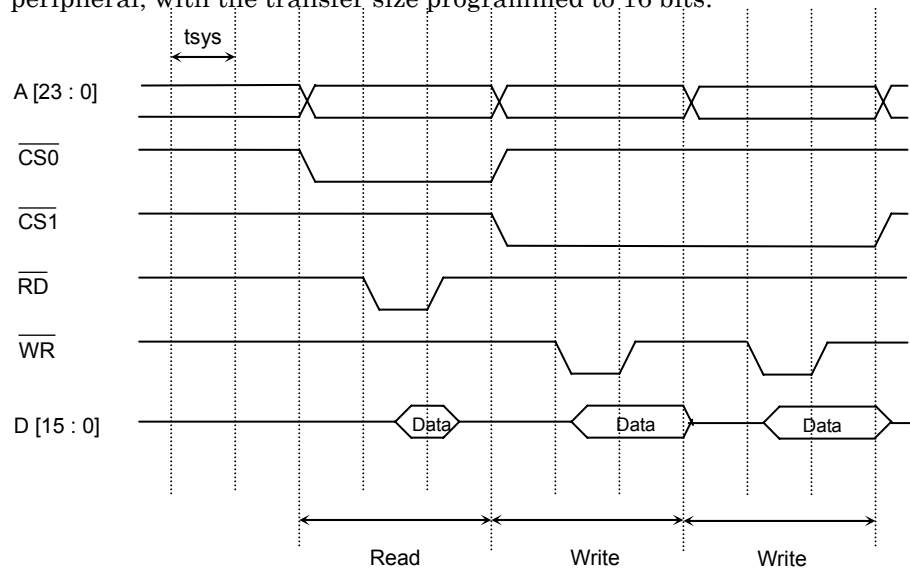 peripheral, with the transfer size programmed to 16 bits.
tsys
A [23 : 0]
CS0
CS1
RD
WR
D [15 : 0]
Data
Data
Data
Read
Write
Write